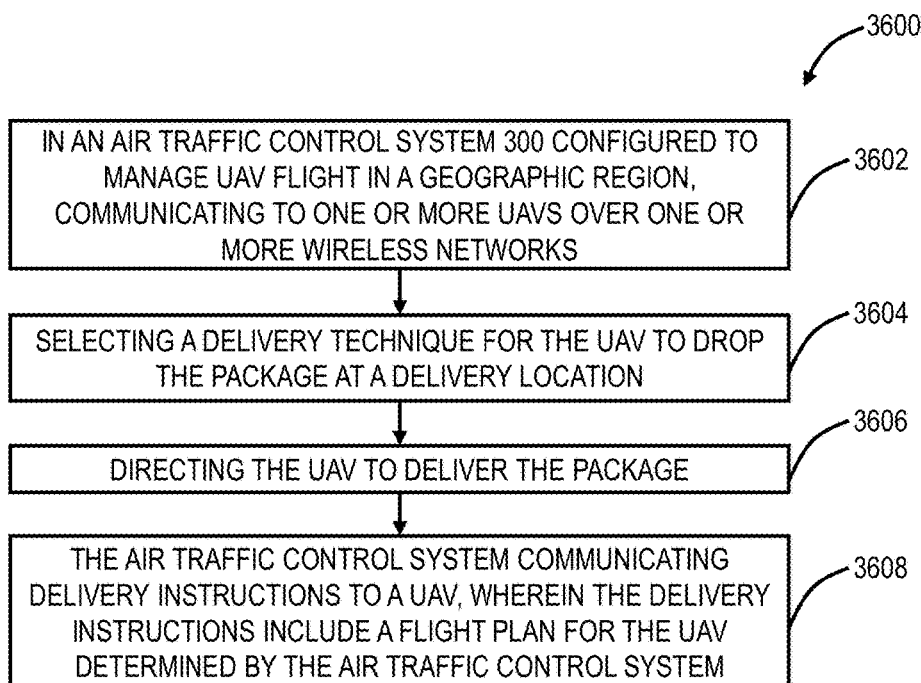 3600
IN AN AIR TRAFFIC CONTROL SYSTEM 300 CONFIGURED TO
MANAGE UAV FLIGHT IN A GEOGRAPHIC REGION,
COMMUNICATING TO ONE OR MORE UAVS OVER ONE OR
MORE WIRELESS NETWORKS
3602
SELECTING A DELIVERY TECHNIQUE FOR THE UAV TO DROP
THE PACKAGE AT A DELIVERY LOCATION
3604
DIRECTING THE UAV TO DELIVER THE PACKAGE
3606
THE AIR TRAFFIC CONTROL SYSTEM COMMUNICATING
DELIVERY INSTRUCTIONS TO A UAV, WHEREIN THE DELIVERY
INSTRUCTIONS INCLUDE A FLIGHT PLAN FOR THE UAV
DETERMINED BY THE AIR TRAFFIC CONTROL SYSTEM
3608